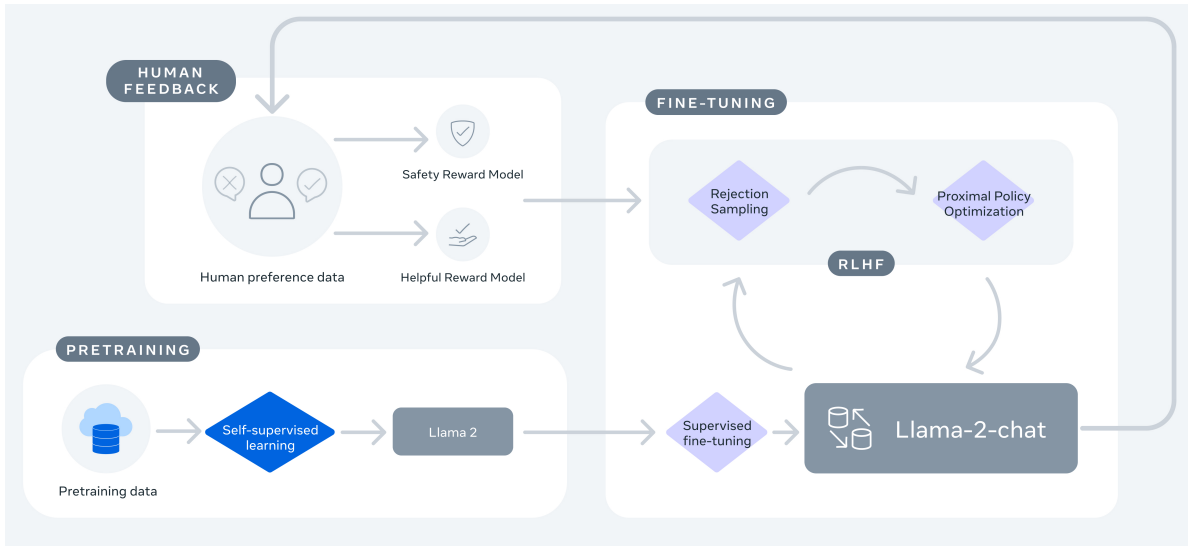 HUMAN
FEEDBACK
Safety Reward Model
Human preference data
Helpful Reward Model
FINE-TUNING
Rejection
Sampling
Proximal Policy
Optimization
RLHF
PRETRAINING
Pretraining data
Self-supervised
learning
Llama 2
Supervised
fine-tuning
Llama-2-chat